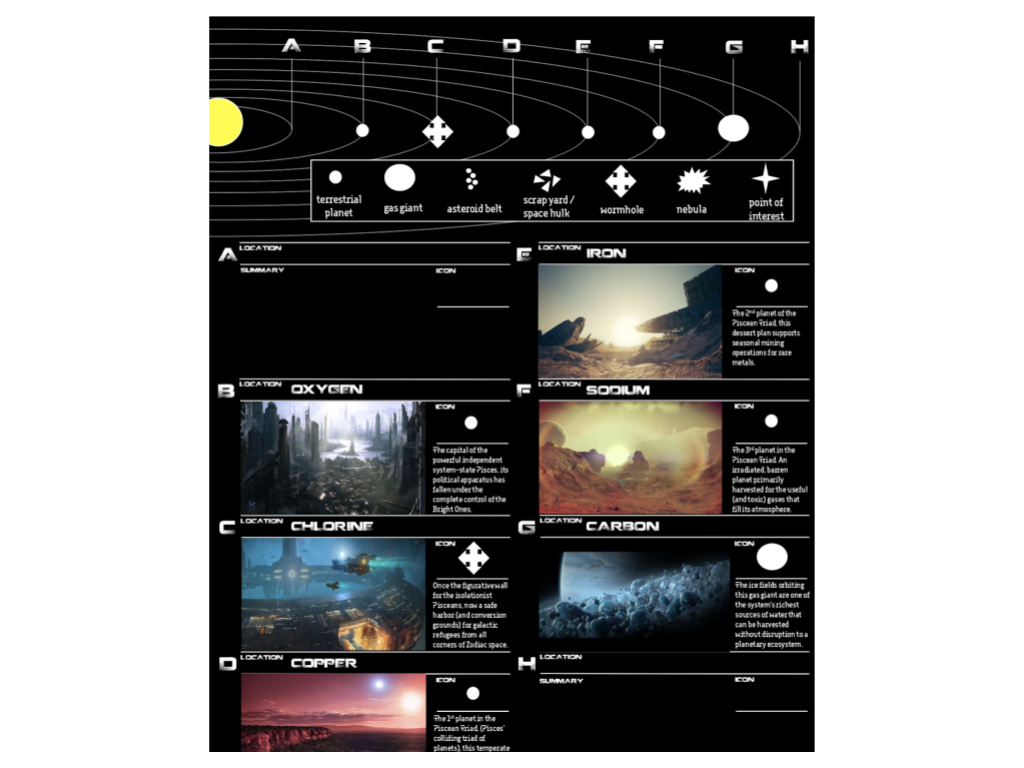 A B C D E F G H
terrestrial
planet
gas giant
asteroid belt
scrap yard /
space hulk
wormhole
nebula
point of
interest
A LOCATION
SUMMARY
ICON
B LOCATION OXYGEN
ICON
The capital of the
powerful independent
system-state Pisces, its
political apparatus has
fallen under the
complete control of the
Bright Ones.
C LOCATION CHLORINE
ICON
Once the figurative wall
for the isolationist
Pisceans, now a safe
harbor (and conversion
grounds) for galactic
refugees from all
corners of Zodiac space.
D LOCATION COPPER
ICON
The 1st planet in the
Piscean Triad, (Pisces'
colliding triad of
planets), this temperate
E LOCATION IRON
ICON
The 2nd planet of the
Piscean Triad, this
dessert plan supports
seasonal mining
operations for rare
metals.
F LOCATION SODIUM
ICON
The 3rd planet in the
Piscean Triad. An
irradiated, barren
planet primarily
harvested for the useful
(and toxic) gases that
fill its atmosphere.
G LOCATION CARBON
ICON
The ice fields orbiting
this gas giant are one of
the system's richest
sources of water that
can be harvested
without disruption to a
planetary ecosystem.
H LOCATION
SUMMARY
ICON